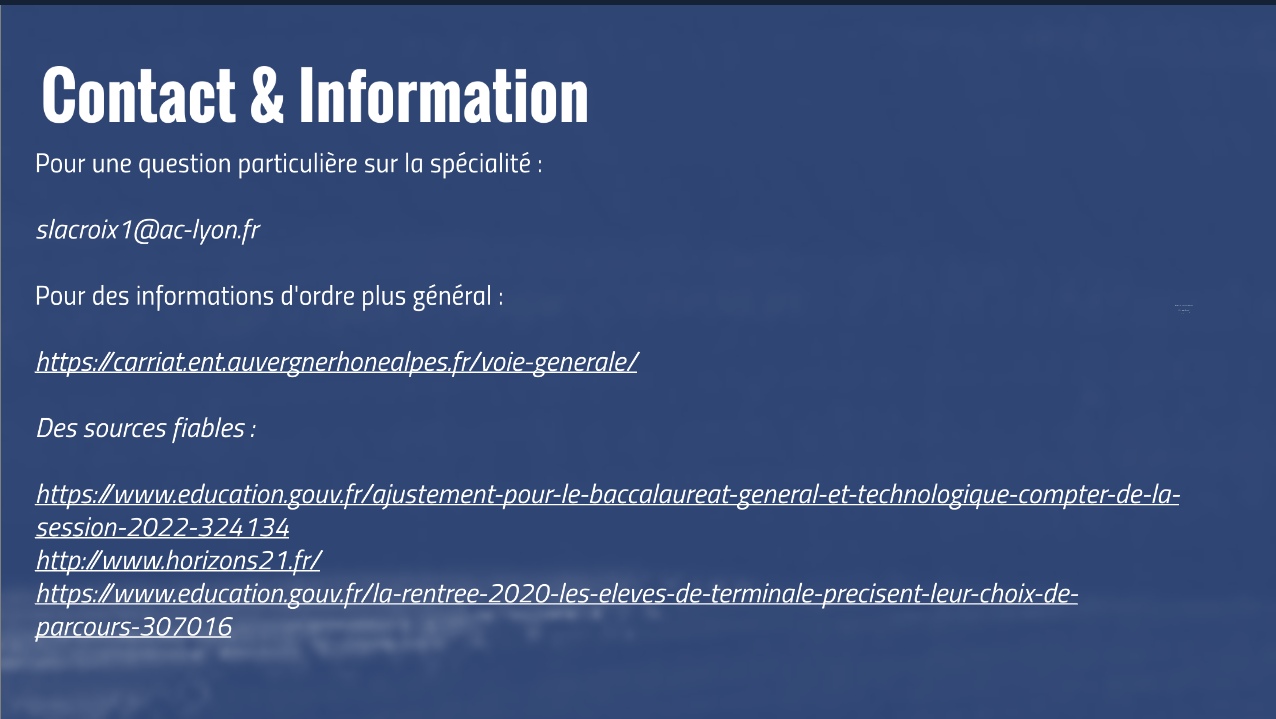 Contact & Information
Pour une question particulière sur la spécialité :
slacroix1@ac-lyon.fr
Pour des informations d'ordre plus général :
https://carriat.ent.auvergnerhonealpes.fr/voie-generale/
Des sources fiables :
https://www.education.gouv.fr/ajustement-pour-le-baccalaureat-general-et-technologique-compter-de-la-
session-2022-324134
http://www.horizons21.fr/
https://www.education.gouv.fr/la-rentree-2020-les-eleves-de-terminale-precisent-leur-choix-de-
parcours-307016